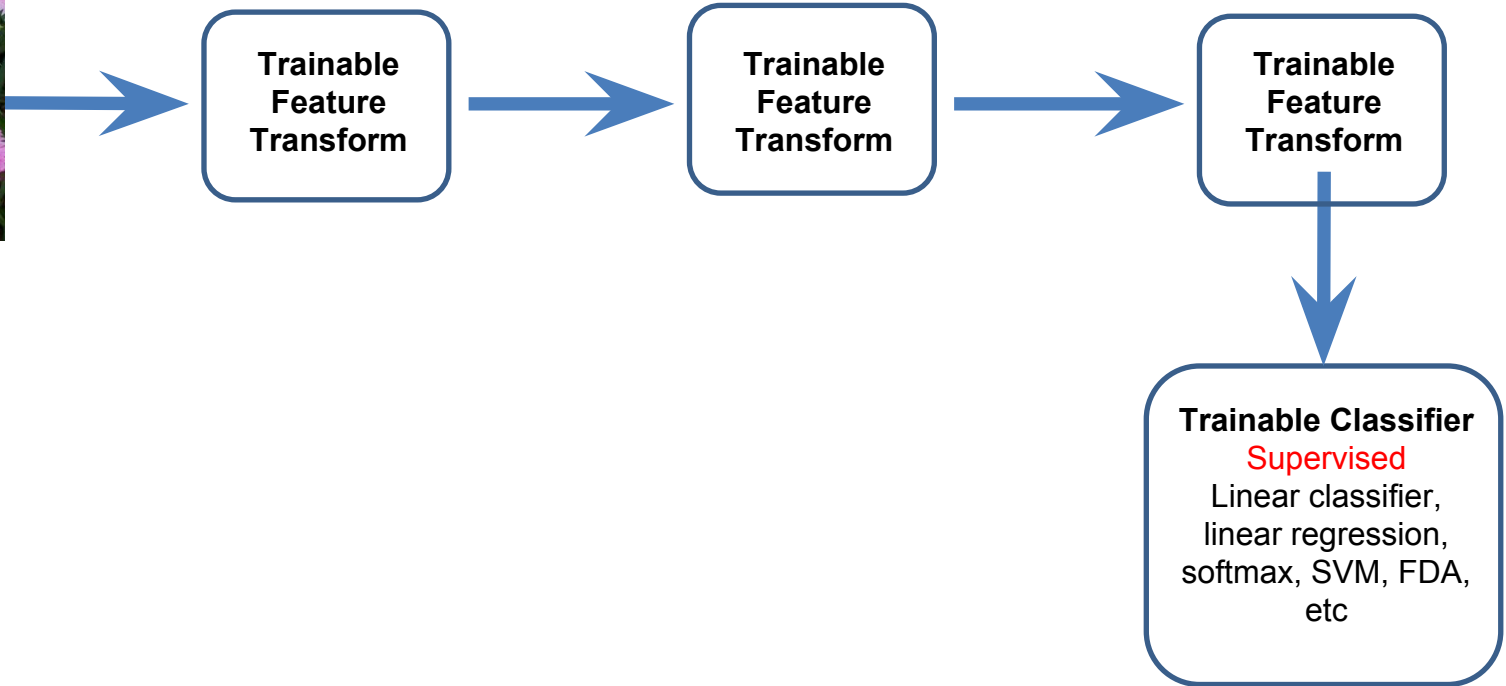 Trainable
Feature
Transform
Trainable
Feature
Transform
Trainable
Feature
Transform
Trainable Classifier
Supervised
Linear classifier,
linear regression,
softmax, SVM, FDA,
etc